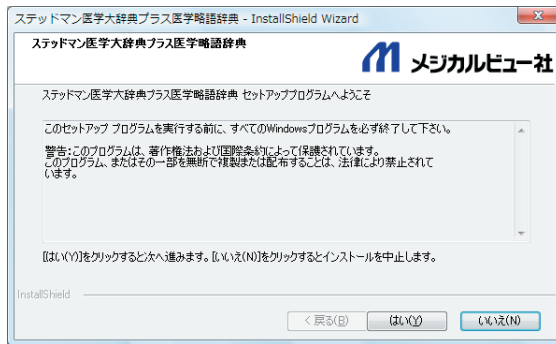 ステッドマン医学大辞典プラス医学略語辞典 - InstallShield Wizard
ステッドマン医学大辞典プラス医学略語辞典
メジカルビュー社
ステッドマン医学大辞典プラス医学略語辞典 セットアッププログラムへようこそ
このセットアップ プログラムを実行する前に、すべてのWindowsプログラムを必ず終了して下さい。
警告:このプログラムは、著作権法および国際条約によって保護されています。
このプログラム、またはその一部を無断で複製または配布することは、法律により禁止されて
います。
[はい(Y)]をクリックすると次へ進みます。[いいえ(N)]をクリックするとインストールを中止します。
InstallShield
< 戻る(B)
はい(Y)
いいえ(N)